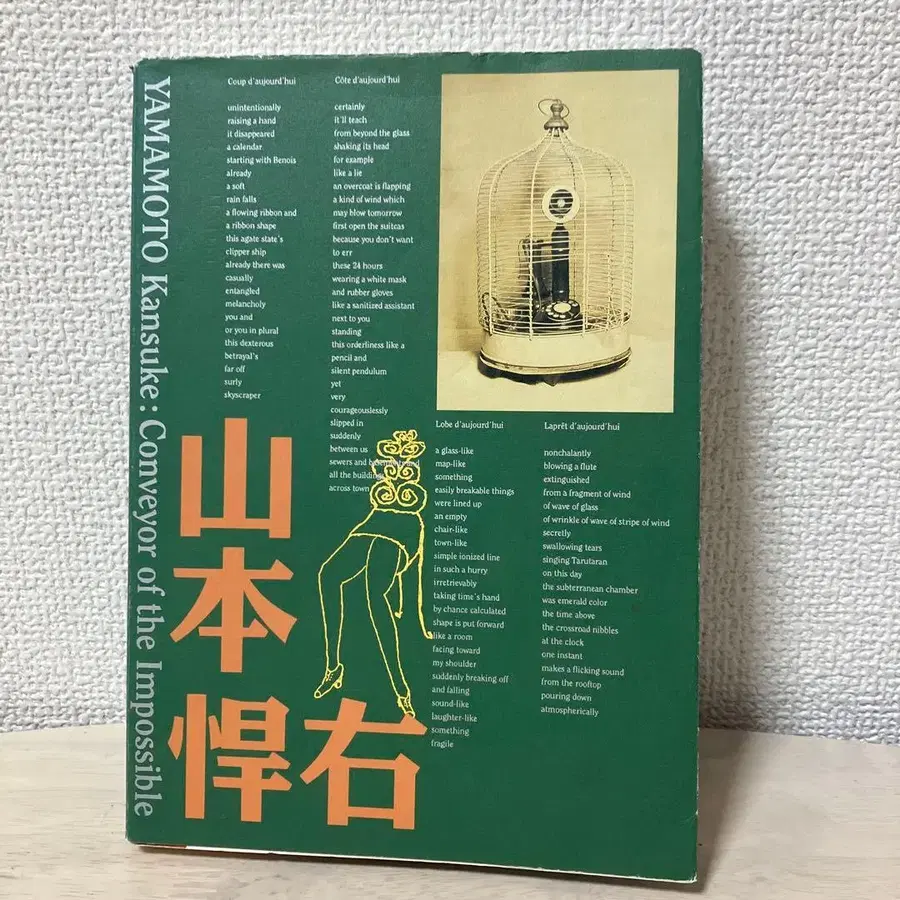 YAMAMOTO Kansuke : Conveyor of the Impossible
Coup d'aujourd'hui
unintentionally
raising a hand
it disappeared
a calendar
starting with Benois
already
a soft
rain falls
a flowing ribbon and
a ribbon shape
this agate state's
clipper ship
already there was
casually
entangled
melancholy
you and
or you in plural
this dexterous
betrayal's
far off
surly
skyscraper
Côte d'aujourd'hui
certainly
it'll teach
from beyond the glass
shaking its head
for example
like a lie
an overcoat is flapping
a kind of wind which
may blow tomorrow
first open the suitcas
because you don't want
to err
these 24 hours
wearing a white mask
and rubber gloves
like a sanitized assistant
next to you
standing
this orderliness like a
pencil and
silent pendulum
yet
very
courageouslessly
slipped in
suddenly
between us
sewers and basements and
all the buildings
across town
Lobe d'aujourd'hui
a glass-like
map-like
something
easily breakable things
were lined up
an empty
chair-like
town-like
simple ionized line
in such a hurry
irretrievably
taking time's hand
by chance calculated
shape is put forward
like a room
facing toward
my shoulder
suddenly breaking off
and falling
sound-like
laughter-like
something
fragile
Laprêt d'aujourd'hui
nonchalantly
blowing a flute
extinguished
from a fragment of wind
of wave of glass
of wrinkle of wave of stripe of wind
secretly
swallowing tears
singing Tarutaran
on this day
the subterranean chamber
was emerald color
the time above
the crossroad nibbles
at the clock
one instant
makes a flicking sound
from the rooftop
pouring down
atmospherically
山本
悍右